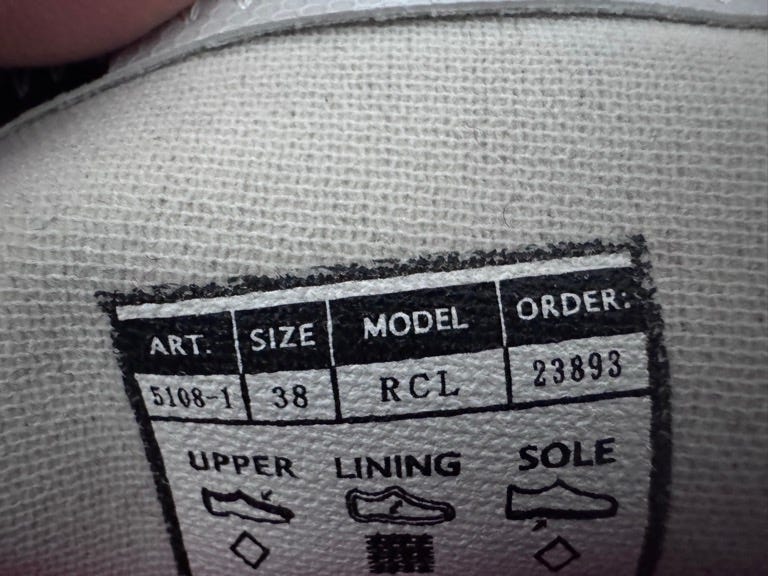 ART. SIZE MODEL ORDER:
5108-1 38 RCL 23893
UPPER LINING SOLE